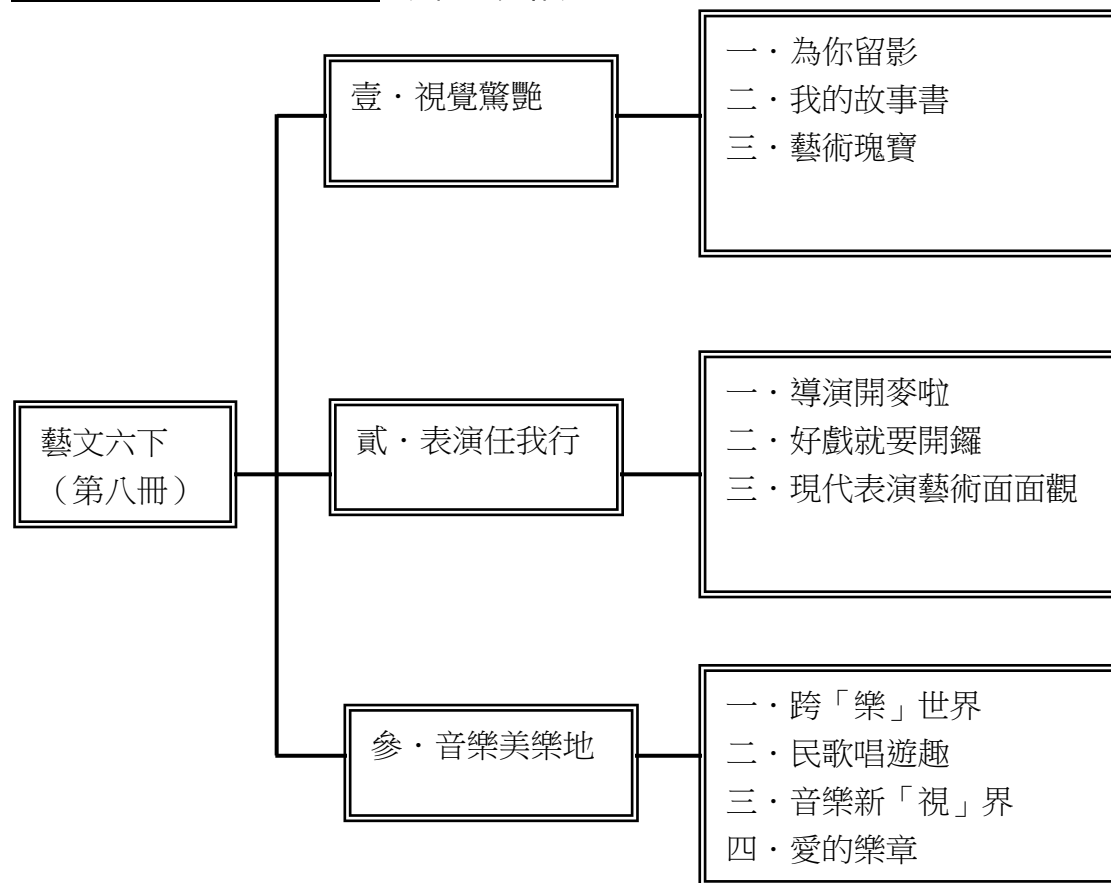 壹．視覺驚艷
一．為你留影
二．我的故事書
三．藝術瑰寶
藝文六下
（第八冊）
貳．表演任我行
一．導演開麥啦
二．好戲就要開鑼
三．現代表演藝術面面觀
參．音樂美樂地
一．跨「樂」世界
二．民歌唱遊趣
三．音樂新「視」界
四．愛的樂章